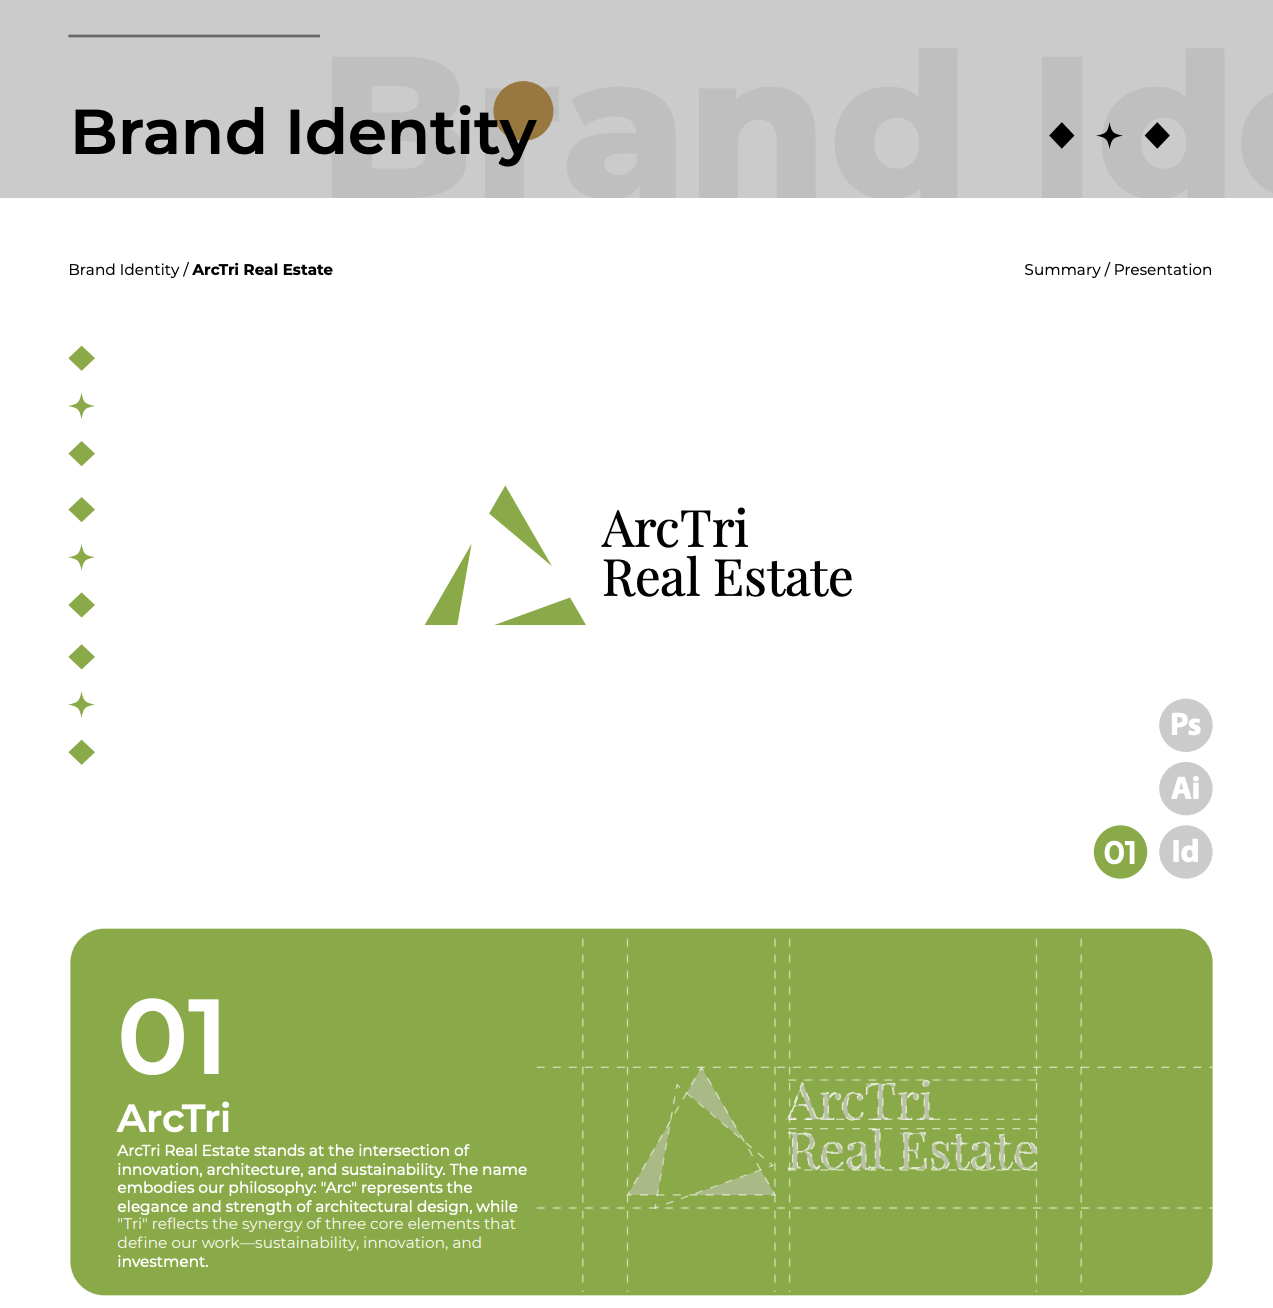 Brand Identity
Brand Ide
Brand Identity / ArcTri Real Estate
Summary / Presentation
ArcTri
Real Estate
Ps
Ai
01
Id
01
ArcTri
ArcTri Real Estate stands at the intersection of
innovation, architecture, and sustainability. The name
embodies our philosophy: "Arc" represents the
elegance and strength of architectural design, while
"Tri" reflects the synergy of three core elements that
define our work—sustainability, innovation, and
investment.
ArcTri
Real Estate